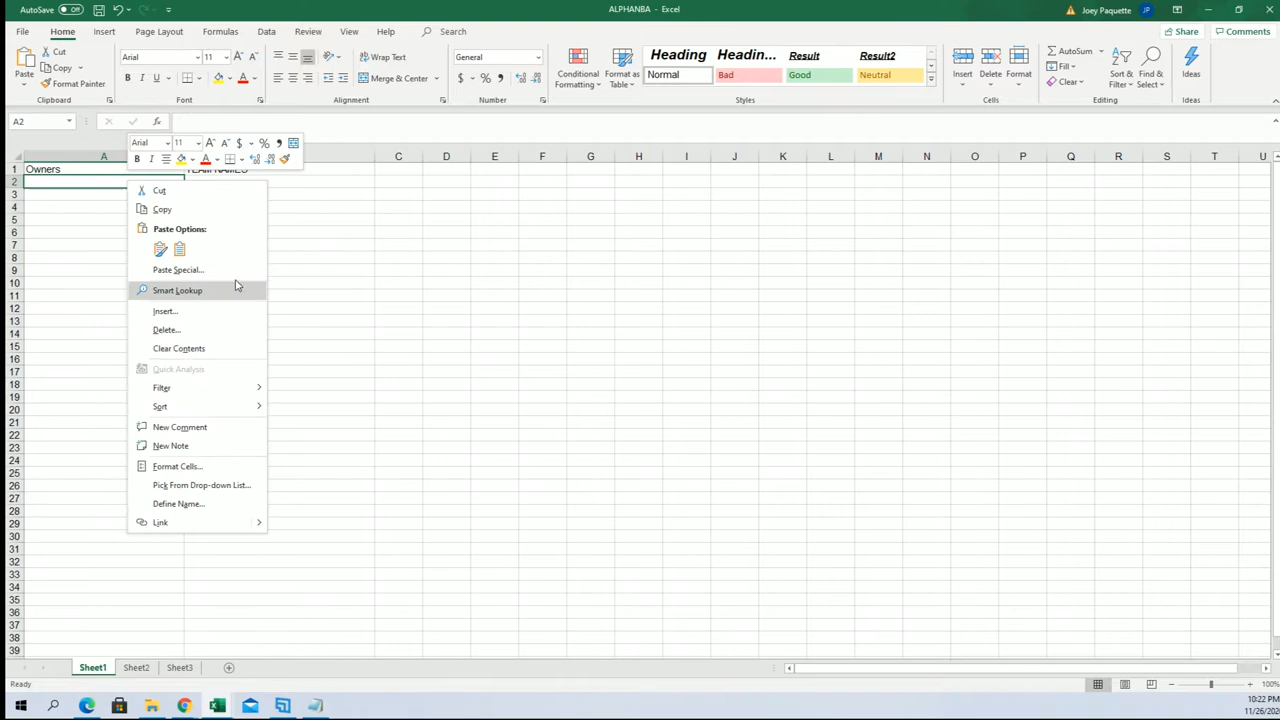 AutoSave Off
ALPHANBA - Excel
Joey Paquette JP
File Home Insert Page Layout Formulas Data Review View Help Search
Share Comments
Paste
Cut
Copy
Format Painter
Clipboard
Arial 11
B I U
Font
Wrap Text
Merge & Center
Alignment
General
$ % ,
Number
Conditional Formatting
Format as Table
Heading Headin... Result Result2
Normal Bad Good Neutral
Styles
Insert Delete Format
Cells
AutoSum
Fill
Clear
Sort & Filter
Find & Select
Editing
Ideas
Ideas
A2
fx
Arial 11 $ % ,
B I A
A C D E F G H I J K L M N O P Q R S T U
1 Owners TEAM NAMES
2
3
4
5
6
7
8
9
10
11
12
13
14
15
16
17
18
19
20
21
22
23
24
25
26
27
28
29
30
31
32
33
34
35
36
37
38
39
Cut
Copy
Paste Options:
Paste Special...
Smart Lookup
Insert...
Delete...
Clear Contents
Quick Analysis
Filter
Sort
New Comment
New Note
Format Cells...
Pick From Drop-down List...
Define Name...
Link
Sheet1 Sheet2 Sheet3
Ready
100%
10:22 PM